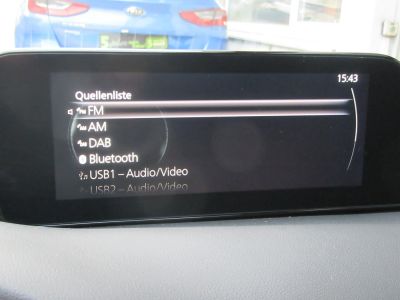 15:43
Quellenliste
FM
AM
DAB
Bluetooth
USB1 – Audio/Video
USB2 – Audio/Video